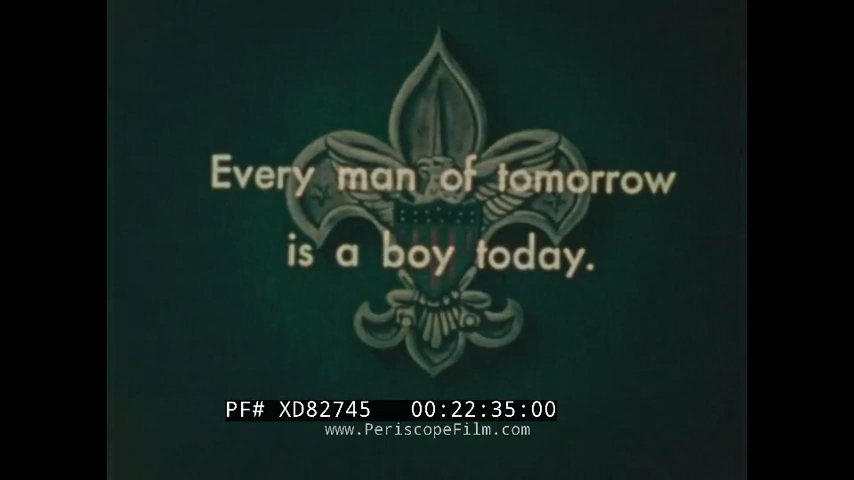 Every man of tomorrow
is a boy today.
PF# XD82745 00:22:35:00
www.PeriscopeFilm.com